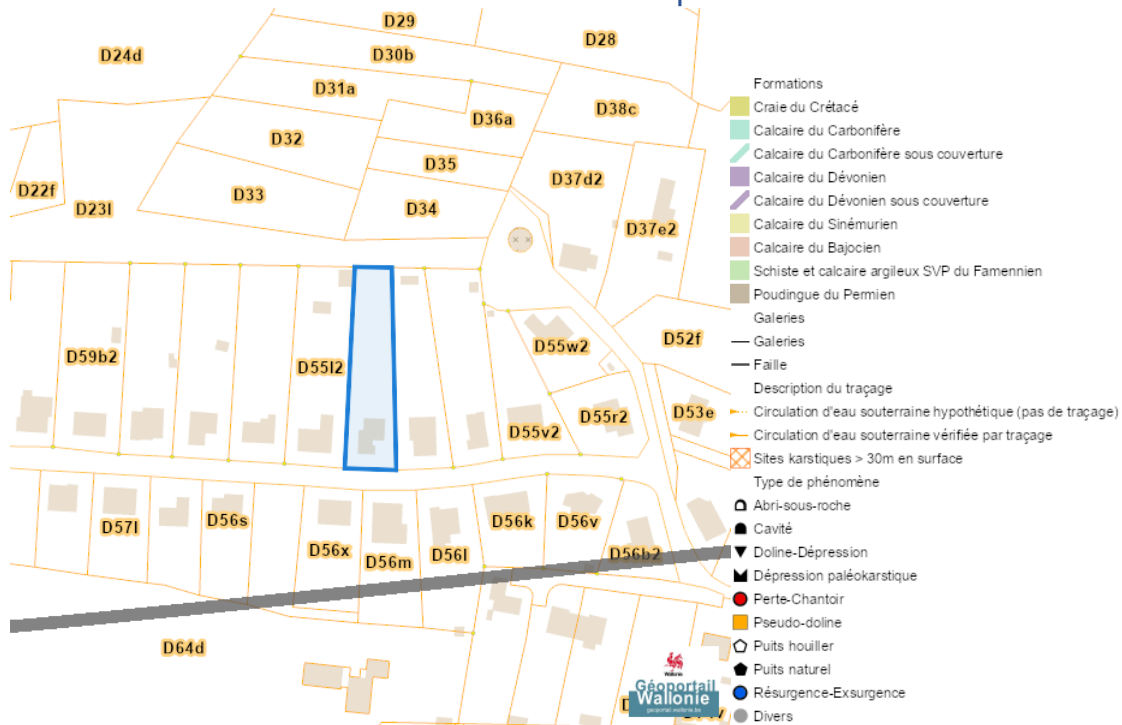 D29
D28
D30b
D24d
D31a
D38c
D36a
D32
D35
D37d2
D22f
D33
D34
D23l
D37e2
D52f
D55w2
D59b2
D55l2
D53e
D55r2
D55v2
D57l
D56s
D56k
D56v
D56x
D56m
D56l
D56b2
D64d
Formations
Craie du Crétacé
Calcaire du Carbonifère
Calcaire du Carbonifère sous couverture
Calcaire du Dévonien
Calcaire du Dévonien sous couverture
Calcaire du Sinémurien
Calcaire du Bajocien
Schiste et calcaire argileux SVP du Famennien
Poudingue du Permien
Galeries
Galeries
Faille
Description du traçage
Circulation d'eau souterraine hypothétique (pas de traçage)
Circulation d'eau souterraine vérifiée par traçage
Sites karstiques > 30m en surface
Type de phénomène
Abri-sous-roche
Cavité
Doline-Dépression
Dépression paléokarstique
Perte-Chantoir
Pseudo-doline
Puits houiller
Puits naturel
Résurgence-Exsurgence
Divers
Wallonie
Géoportail
Wallonie
geoportail.wallonie.be